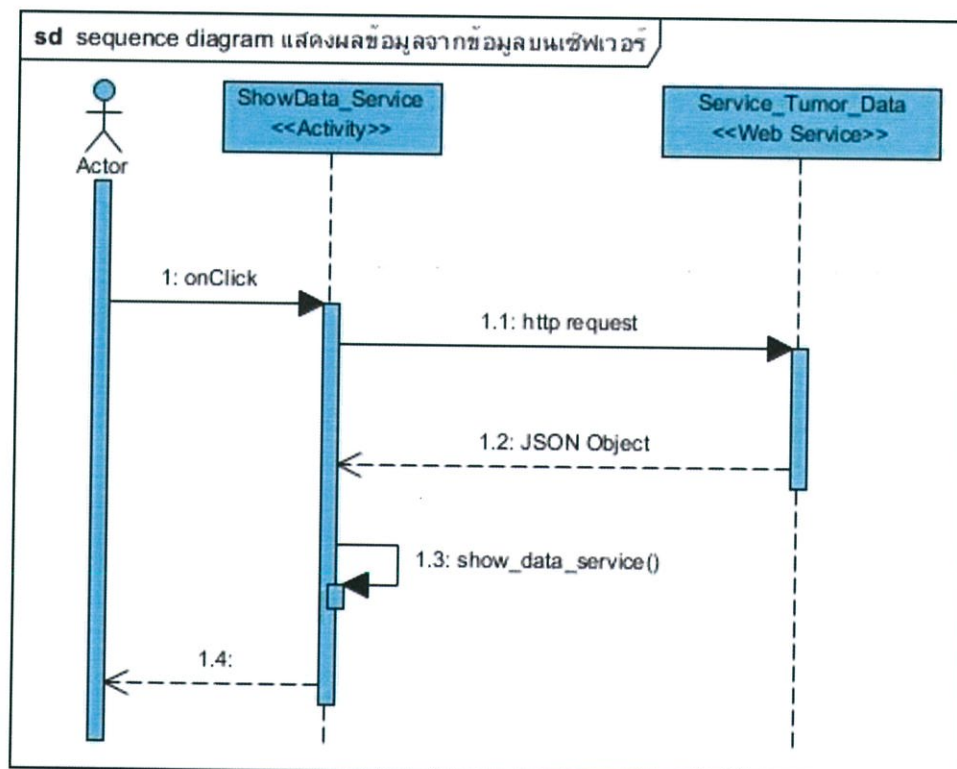 sd sequence diagram แสดงผลข้อมูลจากข้อมูลบนเซิฟเวอร์
ShowData_Service
<<Activity>>
Service_Tumor_Data
<<Web Service>>
Actor
1: onClick
1.1: http request
1.2: JSON Object
1.3: show_data_service()
1.4: